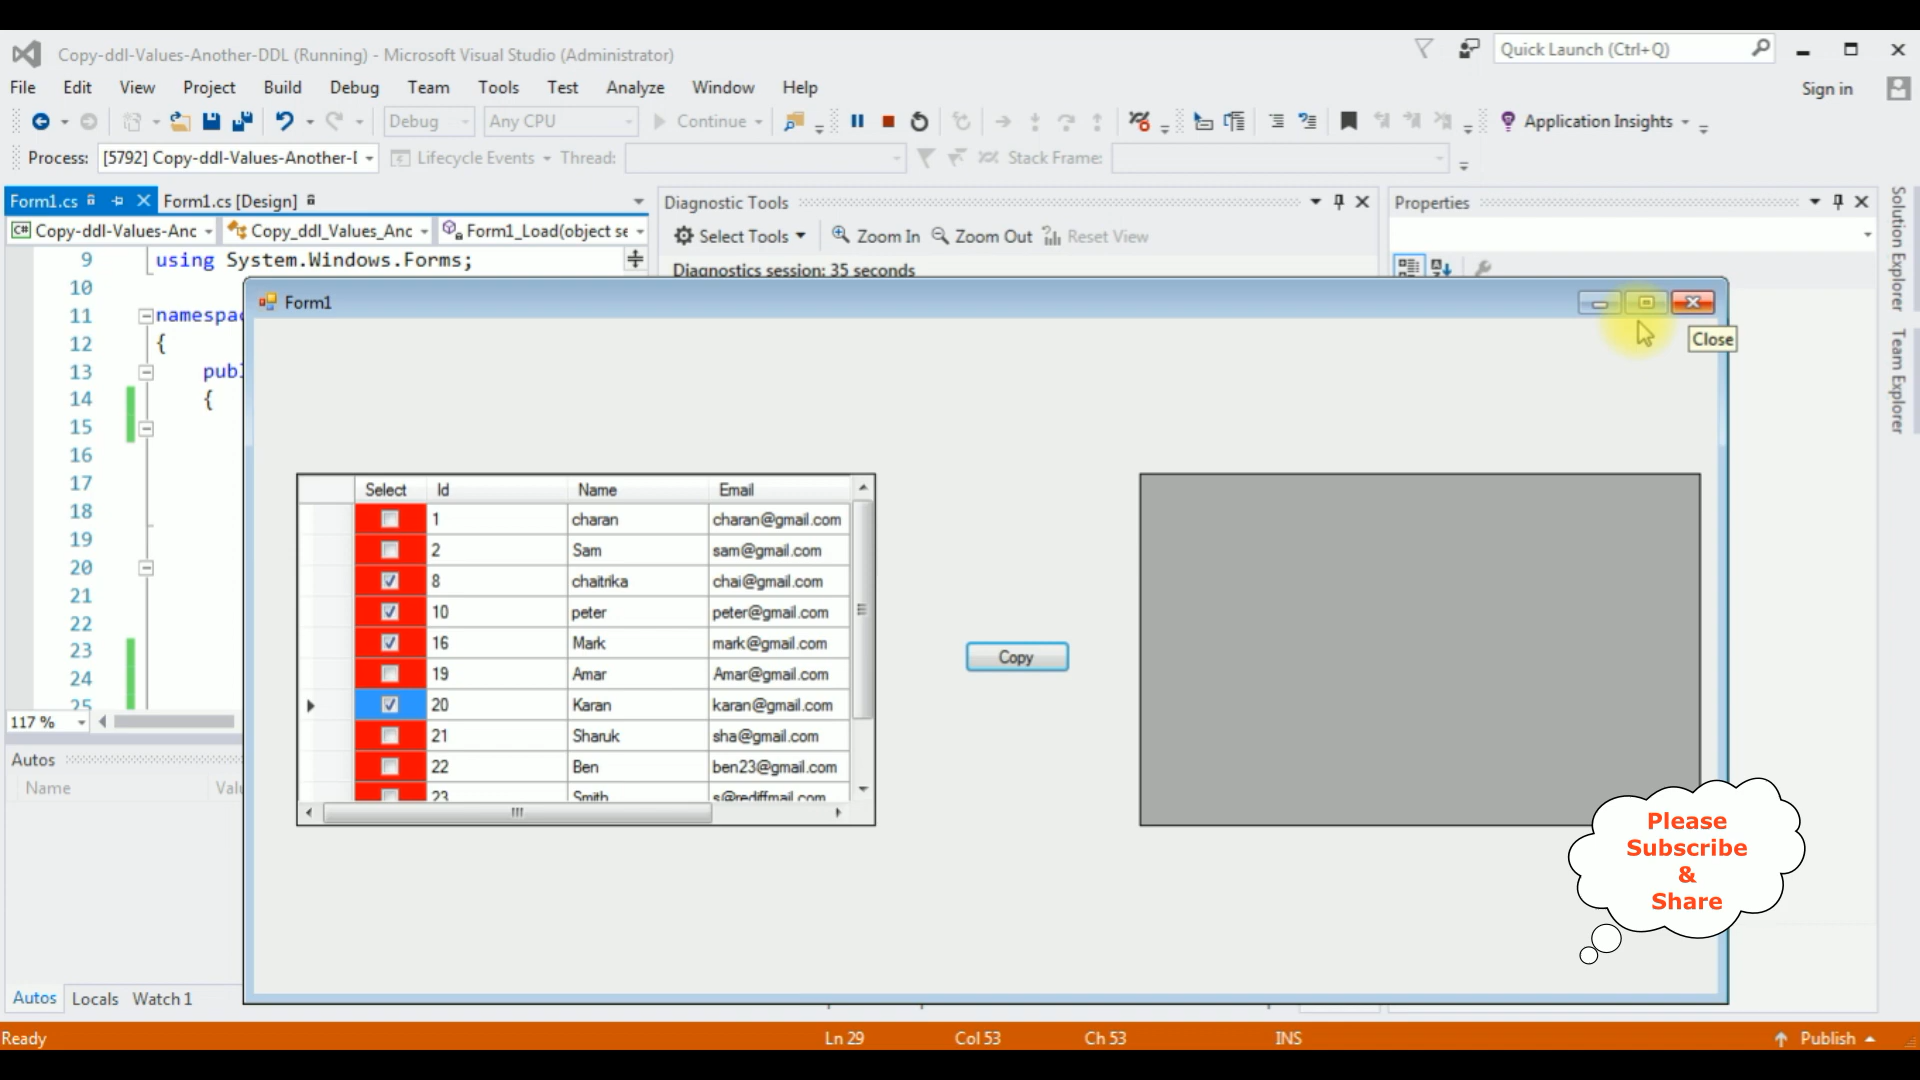 Copy-ddl-Values-Another-DDL (Running) - Microsoft Visual Studio (Administrator)
Quick Launch (Ctrl+Q)
File Edit View Project Build Debug Team Tools Test Analyze Window Help
Sign in
Debug Any CPU Continue Application Insights
Process: [5792] Copy-ddl-Values-Another-[ Lifecycle Events Thread: Stack Frame:
Form1.cs Form1.cs [Design]
Diagnostic Tools
Properties
Solution Explorer
Team Explorer
C# Copy-ddl-Values-Anc Copy_ddl_Values_Anc Form1_Load(object se
Select Tools Zoom In Zoom Out Reset View
Diagnostics session: 35 seconds
9 using System.Windows.Forms;
10
11 namespac
12 {
13 publ
14 {
15
16
17
18
19
20
21
22
23
24
25
117 %
Autos
Name Valu
Autos Locals Watch 1
Form1
Close
Select Id Name Email
1 charan charan@gmail.com
2 Sam sam@gmail.com
8 chaitrika chai@gmail.com
10 peter peter@gmail.com
16 Mark mark@gmail.com
19 Amar Amar@gmail.com
20 Karan karan@gmail.com
21 Sharuk sha@gmail.com
22 Ben ben23@gmail.com
23 Smith s@rediffmail.com
Copy
Please
Subscribe
&
Share
Ready Ln 29 Col 53 Ch 53 INS Publish